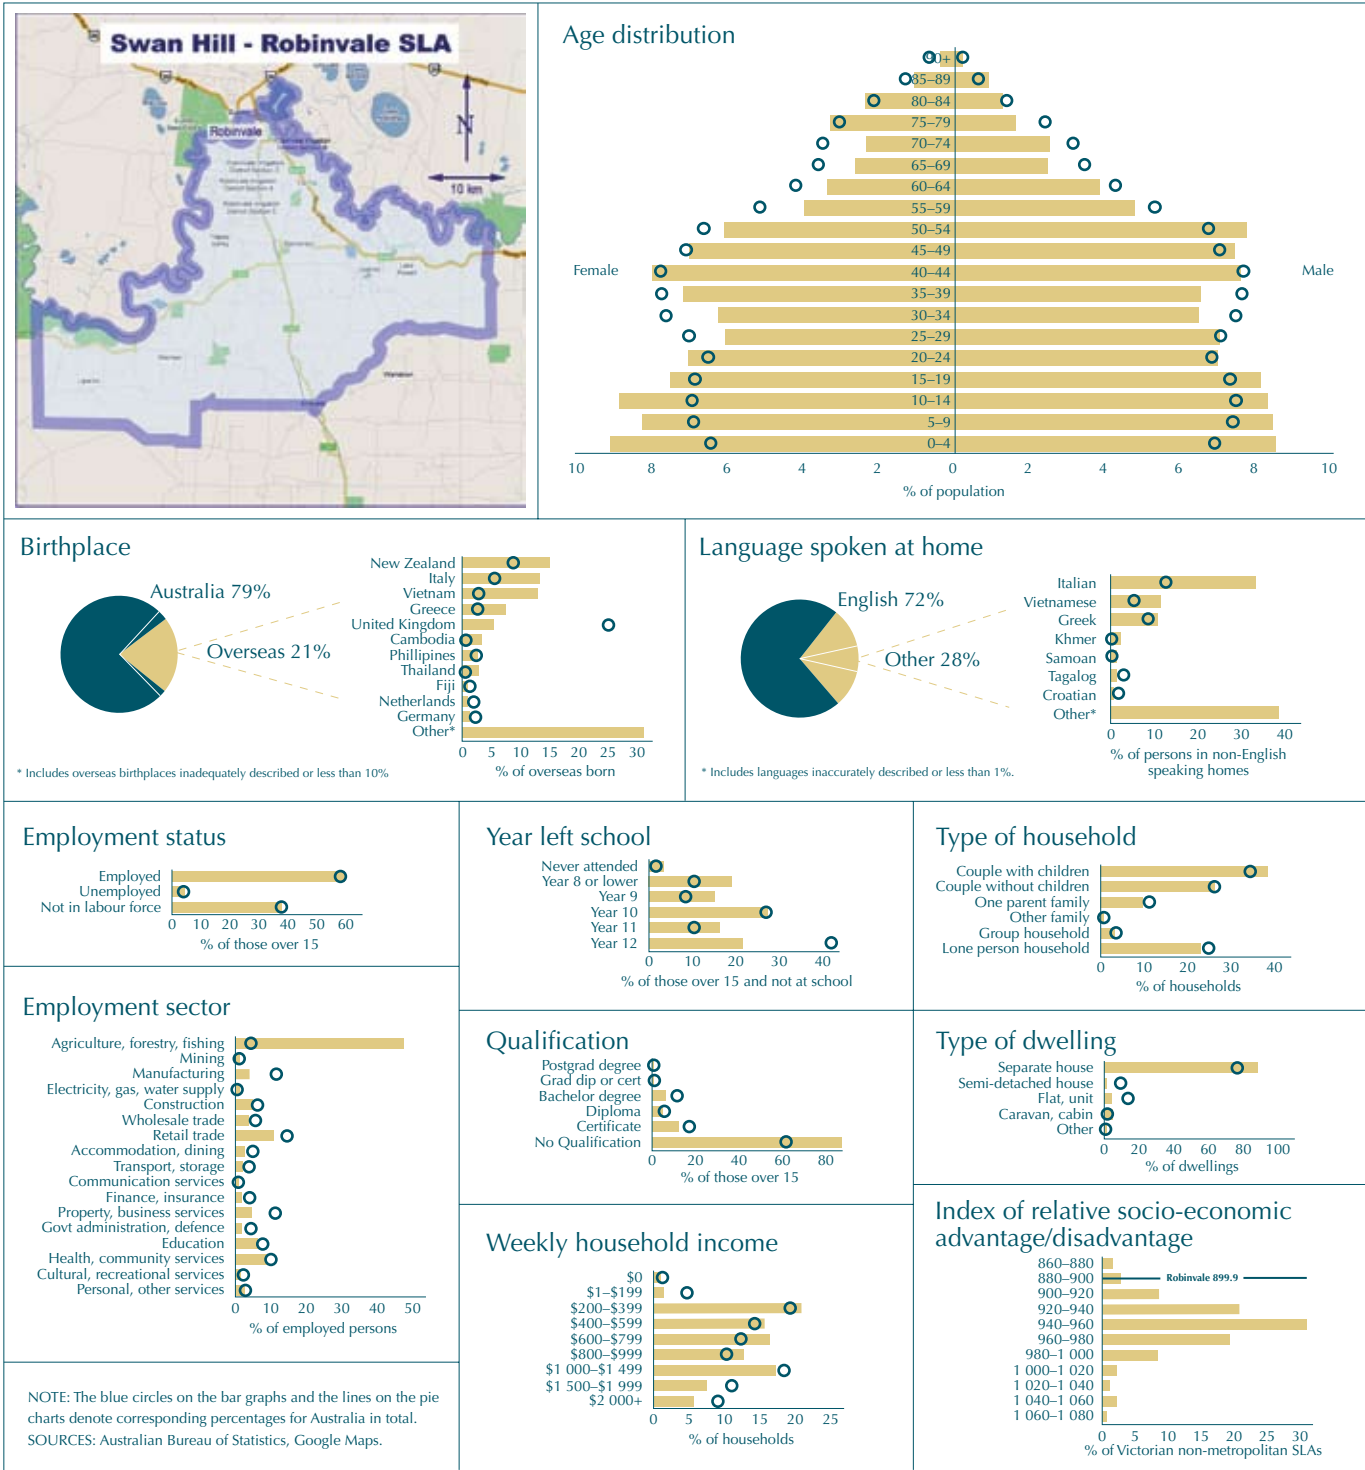 Swan Hill - Robinvale SLA
Robinvale
N
10 km
Age distribution
90+
85–89
80–84
75–79
70–74
65–69
60–64
55–59
50–54
45–49
Female
40–44
Male
35–39
30–34
25–29
20–24
15–19
10–14
5–9
0–4
10 8 6 4 2 0 2 4 6 8 10
% of population
Birthplace
Australia 79%
Overseas 21%
New Zealand
Italy
Vietnam
Greece
United Kingdom
Cambodia
Phillipines
Thailand
Fiji
Netherlands
Germany
Other*
0 5 10 15 20 25 30
% of overseas born
* Includes overseas birthplaces inadequately described or less than 10%
Language spoken at home
English 72%
Other 28%
Italian
Vietnamese
Greek
Khmer
Samoan
Tagalog
Croatian
Other*
0 10 20 30 40
% of persons in non-English
speaking homes
* Includes languages inaccurately described or less than 1%.
Employment status
Employed
Unemployed
Not in labour force
0 10 20 30 40 50 60
% of those over 15
Employment sector
Agriculture, forestry, fishing
Mining
Manufacturing
Electricity, gas, water supply
Construction
Wholesale trade
Retail trade
Accommodation, dining
Transport, storage
Communication services
Finance, insurance
Property, business services
Govt administration, defence
Education
Health, community services
Cultural, recreational services
Personal, other services
0 10 20 30 40 50
% of employed persons
NOTE: The blue circles on the bar graphs and the lines on the pie
charts denote corresponding percentages for Australia in total.
SOURCES: Australian Bureau of Statistics, Google Maps.
Year left school
Never attended
Year 8 or lower
Year 9
Year 10
Year 11
Year 12
0 10 20 30 40
% of those over 15 and not at school
Qualification
Postgrad degree
Grad dip or cert
Bachelor degree
Diploma
Certificate
No Qualification
0 20 40 60 80
% of those over 15
Weekly household income
$0
$1–$199
$200–$399
$400–$599
$600–$799
$800–$999
$1 000–$1 499
$1 500–$1 999
$2 000+
0 5 10 15 20 25
% of households
Type of household
Couple with children
Couple without children
One parent family
Other family
Group household
Lone person household
0 10 20 30 40
% of households
Type of dwelling
Separate house
Semi-detached house
Flat, unit
Caravan, cabin
Other
0 20 40 60 80 100
% of dwellings
Index of relative socio-economic
advantage/disadvantage
860–880
880–900
Robinvale 899.9
900–920
920–940
940–960
960–980
980–1 000
1 000–1 020
1 020–1 040
1 040–1 060
1 060–1 080
0 5 10 15 20 25 30
% of Victorian non-metropolitan SLAs